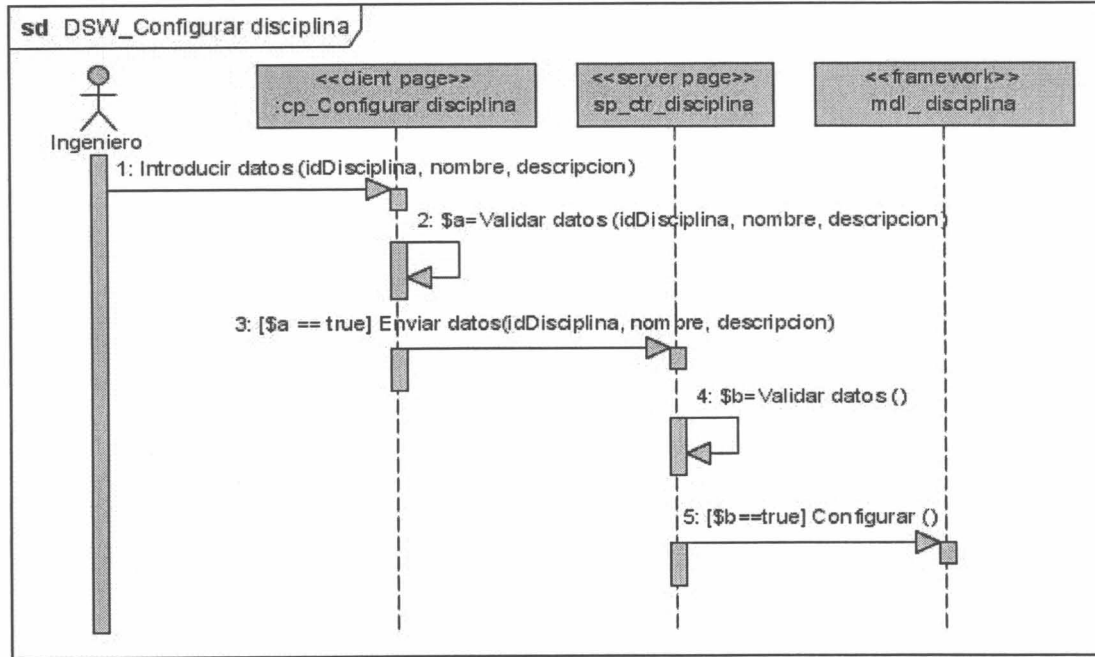 sd DSW_Configurar disciplina
<<client page>>
:cp_Configurar disciplina
<<server page>>
sp_ctr_disciplina
<<framework>>
mdl_disciplina
Ingeniero
1: Introducir datos (idDisciplina, nombre, descripcion)
2: $a=Validar datos (idDisciplina, nombre, descripcion)
3: [$a == true] Enviar datos(idDisciplina, nombre, descripcion)
4: $b=Validar datos ()
5: [$b==true] Configurar ()